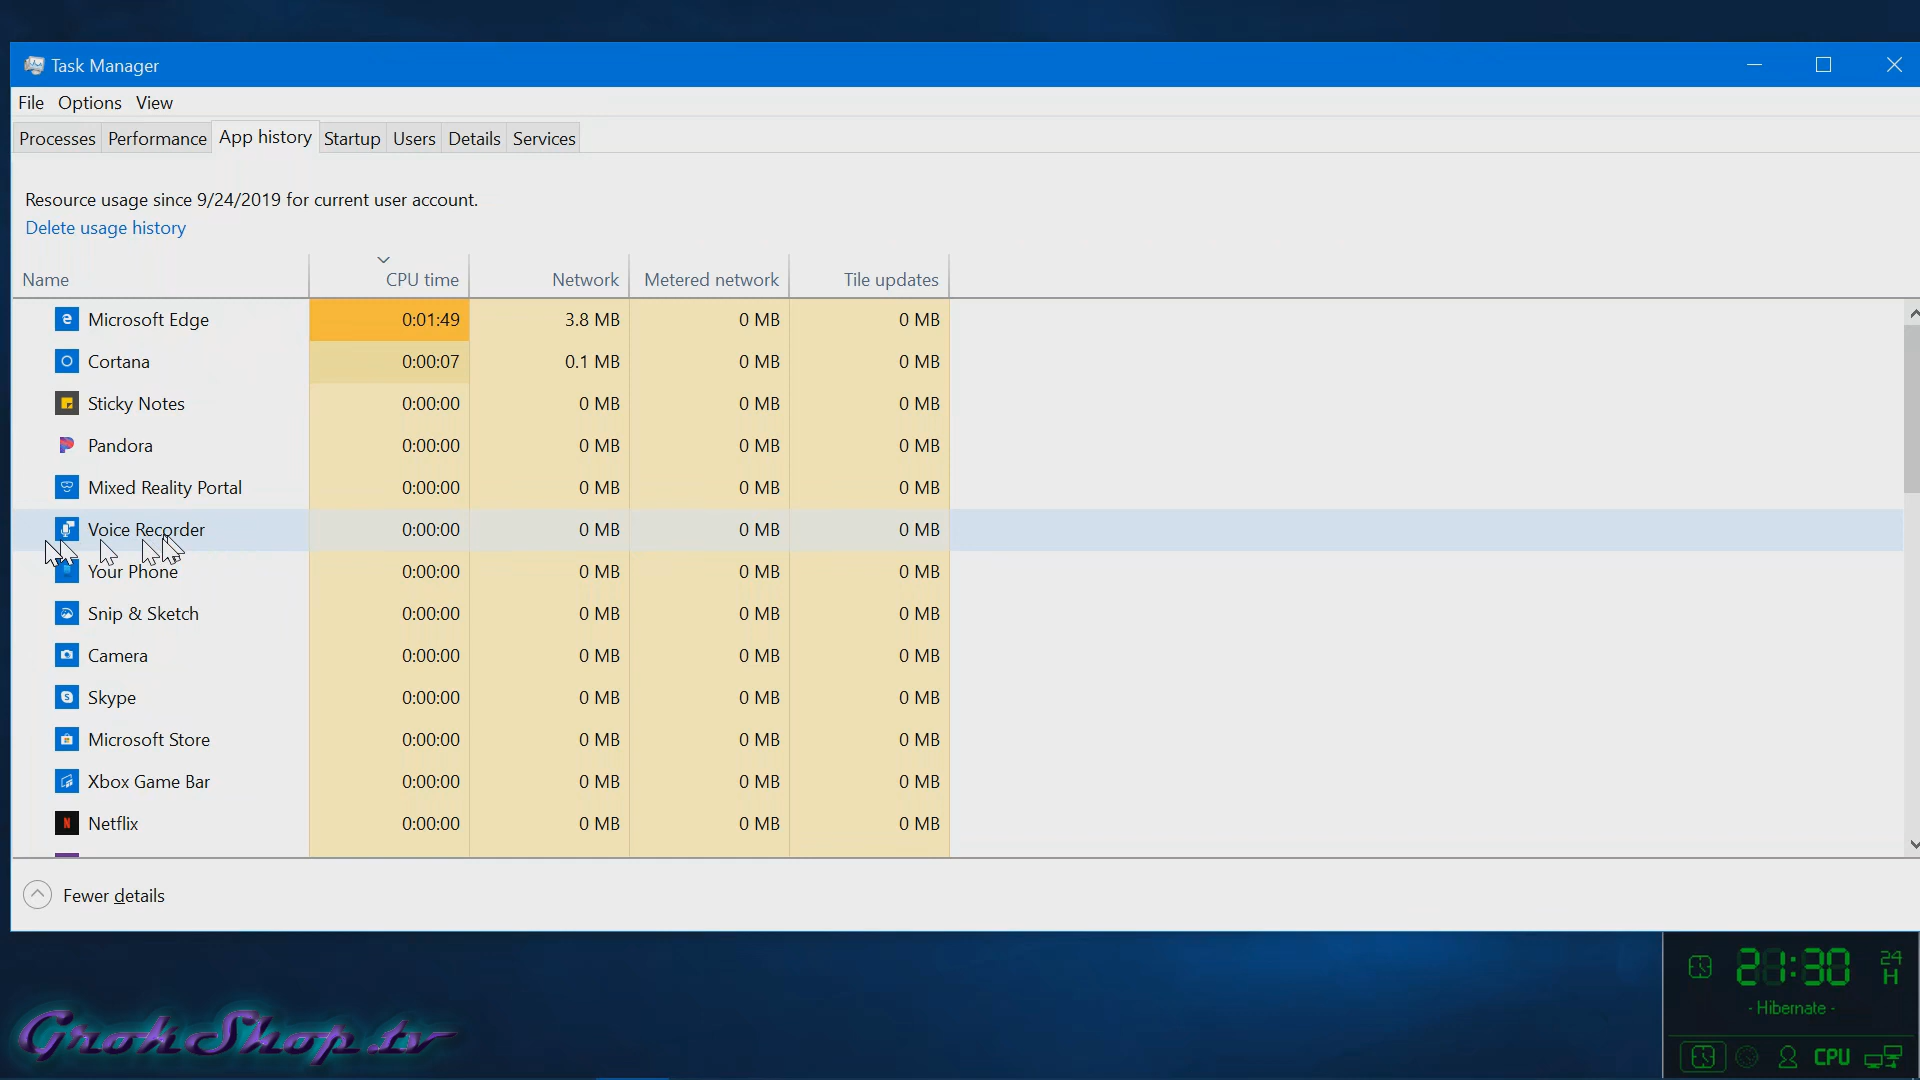 Task Manager
File Options View
Processes Performance App history Startup Users Details Services
Resource usage since 9/24/2019 for current user account.
Delete usage history
Name CPU time Network Metered network Tile updates
Microsoft Edge 0:01:49 3.8 MB 0 MB 0 MB
Cortana 0:00:07 0.1 MB 0 MB 0 MB
Sticky Notes 0:00:00 0 MB 0 MB 0 MB
Pandora 0:00:00 0 MB 0 MB 0 MB
Mixed Reality Portal 0:00:00 0 MB 0 MB 0 MB
Voice Recorder 0:00:00 0 MB 0 MB 0 MB
Your Phone 0:00:00 0 MB 0 MB 0 MB
Snip & Sketch 0:00:00 0 MB 0 MB 0 MB
Camera 0:00:00 0 MB 0 MB 0 MB
Skype 0:00:00 0 MB 0 MB 0 MB
Microsoft Store 0:00:00 0 MB 0 MB 0 MB
Xbox Game Bar 0:00:00 0 MB 0 MB 0 MB
Netflix 0:00:00 0 MB 0 MB 0 MB
Fewer details
21:30 24 H
- Hibernate -
CPU
GrokShop.tv